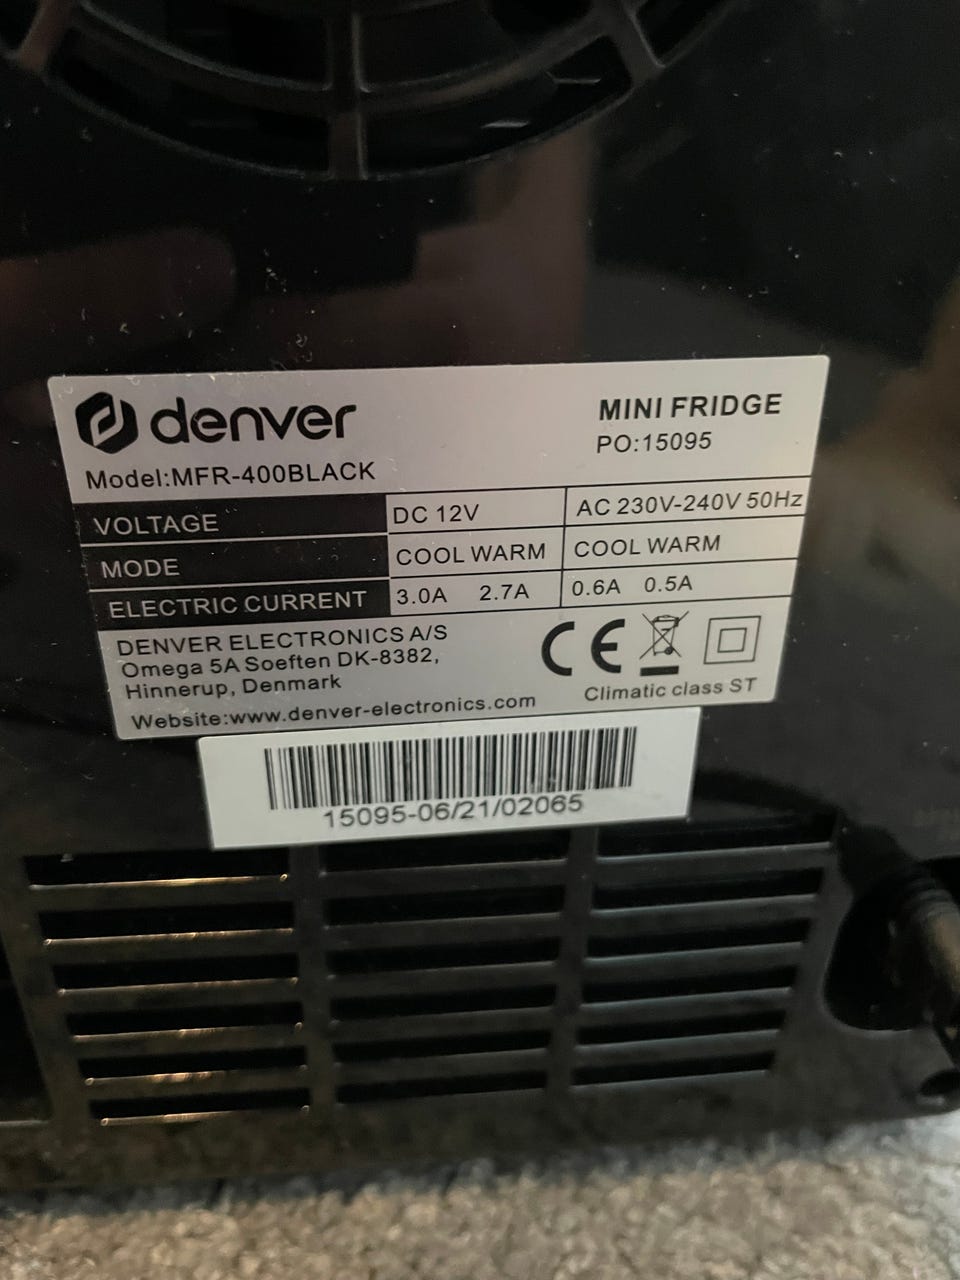 denver
MINI FRIDGE
PO:15095
Model:MFR-400BLACK
VOLTAGE DC 12V AC 230V-240V 50Hz
MODE COOL WARM COOL WARM
ELECTRIC CURRENT 3.0A 2.7A 0.6A 0.5A
DENVER ELECTRONICS A/S
Omega 5A Soeften DK-8382,
Hinnerup, Denmark
CE
Climatic class ST
Website:www.denver-electronics.com
15095-06/21/02065